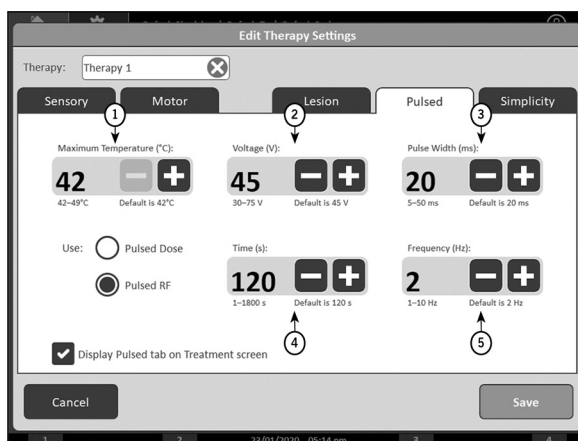 Edit Therapy Settings
Therapy: Therapy 1
Sensory Motor Lesion Pulsed Simplicity
1 2 3
Maximum Temperature (°C): Voltage (V): Pulse Width (ms):
42 45 20
42–49°C Default is 42°C 30–75 V Default is 45 V 5–50 ms Default is 20 ms
Use: Pulsed Dose Time (s): Frequency (Hz):
Pulsed RF 120 2
1–1800 s Default is 120 s 1–10 Hz Default is 2 Hz
4 5
Display Pulsed tab on Treatment screen
Cancel Save
1 2 23/01/2020 05:14 pm 3 4